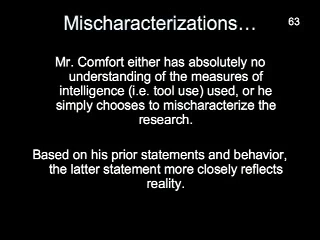 Mischaracterizations…
63
Mr. Comfort either has absolutely no
understanding of the measures of
intelligence (i.e. tool use) used, or he
simply chooses to mischaracterize the
research.
Based on his prior statements and behavior,
the latter statement more closely reflects
reality.